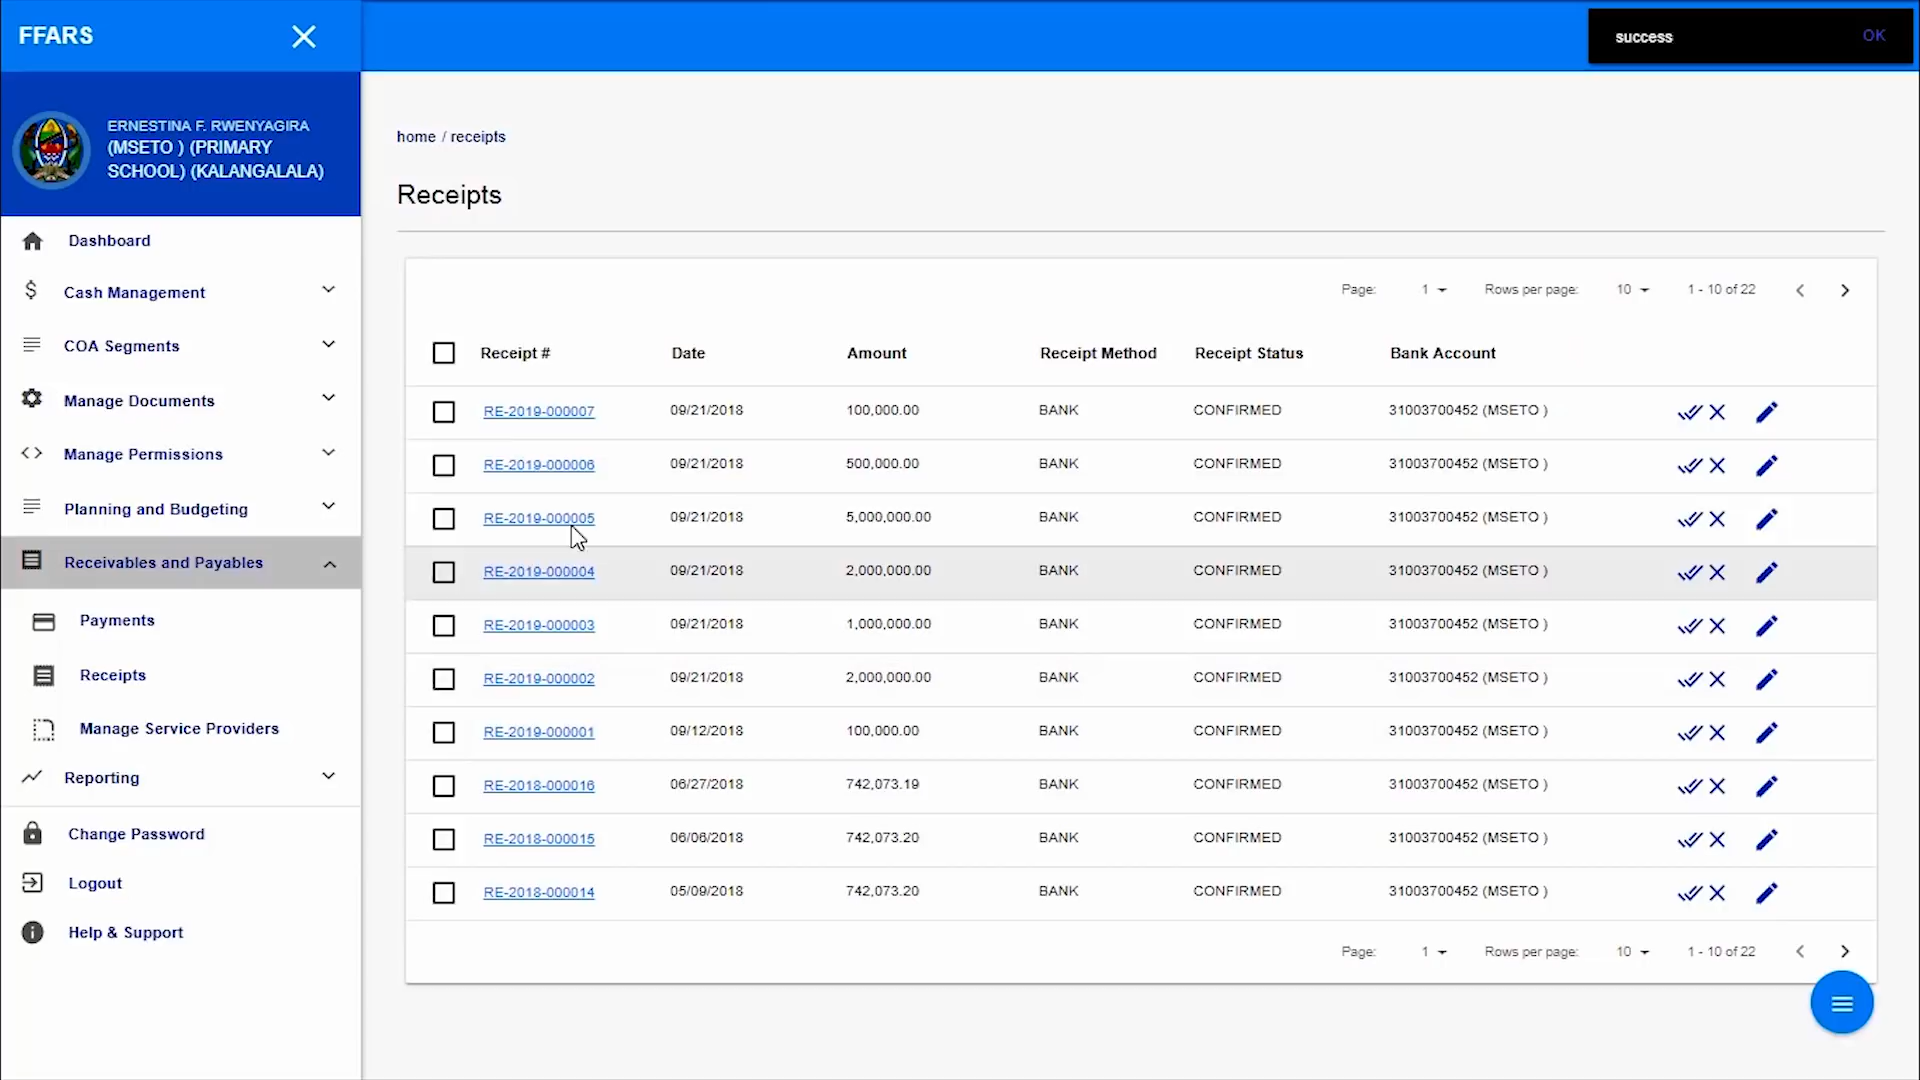 FFARS
success OK
ERNESTINA F. RWENYAGIRA
(MSETO ) (PRIMARY
SCHOOL) (KALANGALALA)
home / receipts
Receipts
Dashboard
Cash Management
COA Segments
Manage Documents
Manage Permissions
Planning and Budgeting
Receivables and Payables
Payments
Receipts
Manage Service Providers
Reporting
Change Password
Logout
Help & Support
Page: 1 Rows per page: 10 1 - 10 of 22
Receipt # Date Amount Receipt Method Receipt Status Bank Account
RE-2019-000007 09/21/2018 100,000.00 BANK CONFIRMED 31003700452 (MSETO )
RE-2019-000006 09/21/2018 500,000.00 BANK CONFIRMED 31003700452 (MSETO )
RE-2019-000005 09/21/2018 5,000,000.00 BANK CONFIRMED 31003700452 (MSETO )
RE-2019-000004 09/21/2018 2,000,000.00 BANK CONFIRMED 31003700452 (MSETO )
RE-2019-000003 09/21/2018 1,000,000.00 BANK CONFIRMED 31003700452 (MSETO )
RE-2019-000002 09/21/2018 2,000,000.00 BANK CONFIRMED 31003700452 (MSETO )
RE-2019-000001 09/12/2018 100,000.00 BANK CONFIRMED 31003700452 (MSETO )
RE-2018-000016 06/27/2018 742,073.19 BANK CONFIRMED 31003700452 (MSETO )
RE-2018-000015 06/06/2018 742,073.20 BANK CONFIRMED 31003700452 (MSETO )
RE-2018-000014 05/09/2018 742,073.20 BANK CONFIRMED 31003700452 (MSETO )
Page: 1 Rows per page: 10 1 - 10 of 22